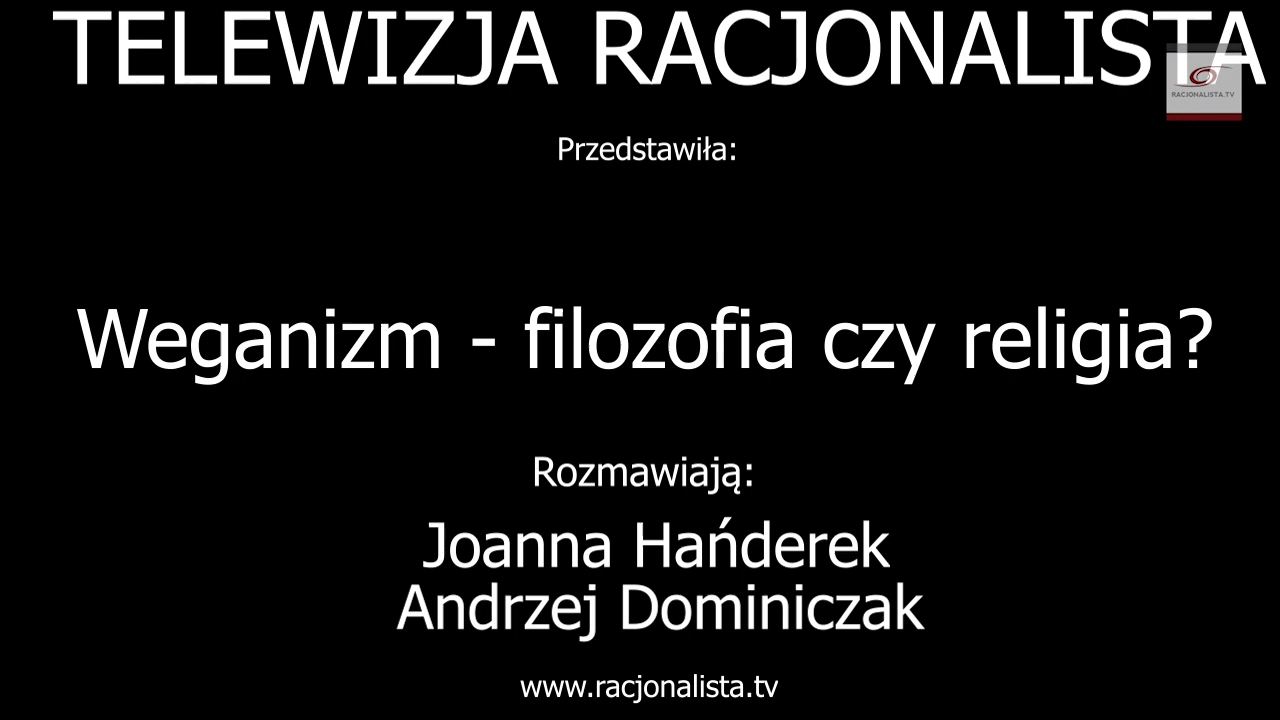 TELEWIZJA RACJONALISTA
RACJONALISTA.TV
Przedstawiła:
Weganizm - filozofia czy religia?
Rozmawiają:
Joanna Hańderek
Andrzej Dominiczak
www.racjonalista.tv